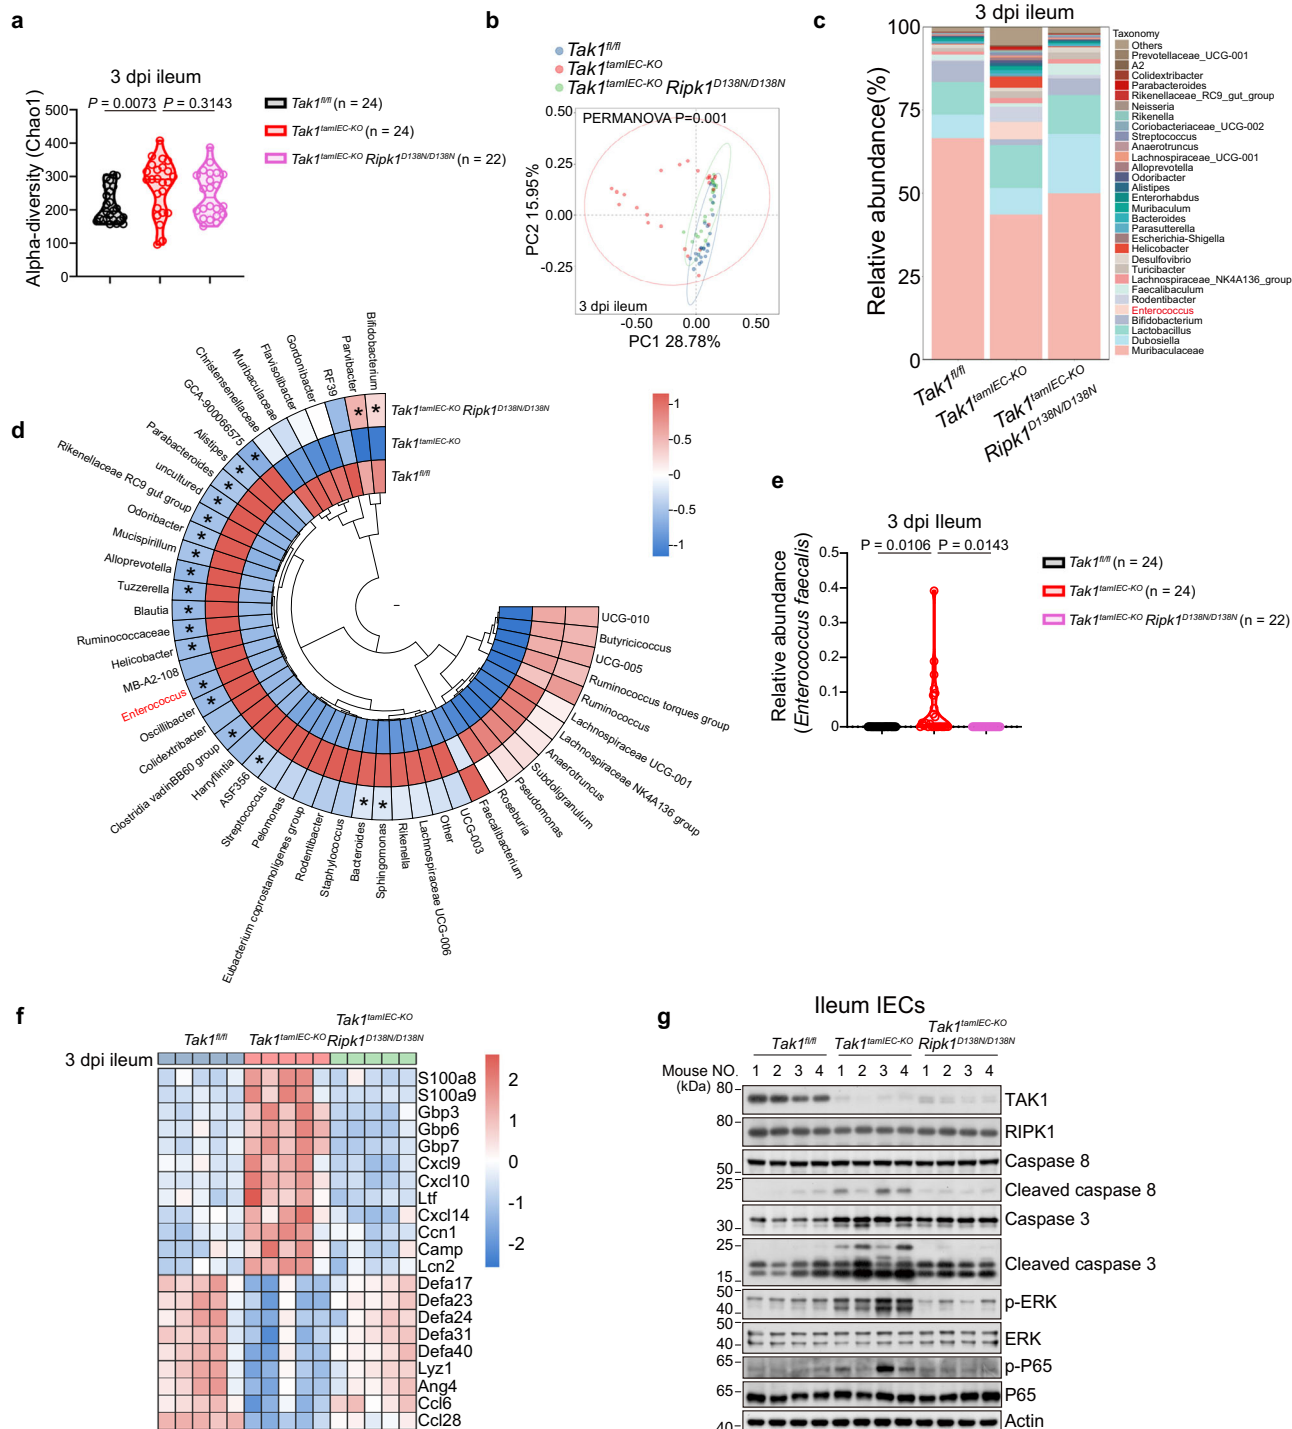 a
3 dpi ileum
P = 0.0073 P = 0.3143
Alpha-diversity (Chao1)
500
400
300
200
100
0
Tak1fl/fl (n = 24)
Tak1tamIEC-KO (n = 24)
Tak1tamIEC-KO Ripk1D138N/D138N (n = 22)
b
Tak1fl/fl
Tak1tamIEC-KO
Tak1tamIEC-KO Ripk1D138N/D138N
PERMANOVA P=0.001
PC2 15.95%
0.50
0.25
0.00
-0.25
3 dpi ileum
-0.50 0.00 0.50
PC1 28.78%
c
3 dpi ileum
Relative abundance(%)
100
75
50
25
0
Tak1fl/fl
Tak1tamIEC-KO
Tak1tamIEC-KO
Ripk1D138N/D138N
Taxonomy
Others
Prevotellaceae_UCG-001
A2
Colidextribacter
Parabacteroides
Rikenellaceae_RC9_gut_group
Neisseria
Rikenella
Coriobacteriaceae_UCG-002
Streptococcus
Anaerotruncus
Lachnospiraceae_UCG-001
Alloprevotella
Odoribacter
Alistipes
Enterorhabdus
Muribaculum
Bacteroides
Parasutterella
Escherichia-Shigella
Helicobacter
Desulfovibrio
Turicibacter
Lachnospiraceae_NK4A136_group
Faecalibaculum
Rodentibacter
Enterococcus
Bifidobacterium
Lactobacillus
Dubosiella
Muribaculaceae
d
Bifidobacterium
Parvibacter
RF39
Gordonibacter
Flavisolibacter
Muribaculaceae
Christensenellaceae
GCA-900066575
Alistipes
Parabacteroides
uncultured
Rikenellaceae RC9 gut group
Odoribacter
Mucispirillum
Alloprevotella
Tuzzerella
Blautia
Ruminococcaceae
Helicobacter
MB-A2-108
Enterococcus
Oscillibacter
Colidextribacter
Clostridia vadinBB60 group
Harryflintia
ASF356
Streptococcus
Pelomonas
Eubacterium coprostanoligenes group
Rodentibacter
Staphylococcus
Bacteroides
Sphingomonas
Rikenella
Lachnospiraceae UCG-006
Other
UCG-003
Faecalibacterium
Roseburia
Pseudomonas
Subdoligranulum
Anaerotruncus
Lachnospiraceae NK4A136 group
Lachnospiraceae UCG-001
Ruminococcus
Ruminococcus torques group
UCG-005
Butyricicoccus
UCG-010
Tak1tamIEC-KO Ripk1D138N/D138N
Tak1tamIEC-KO
Tak1fl/fl
* * * * * * * * * * * * * * * * * * *
1
0.5
0
-0.5
-1
e
3 dpi Ileum
P = 0.0106 P = 0.0143
Relative abundance
(Enterococcus faecalis)
0.5
0.4
0.3
0.2
0.1
0
Tak1fl/fl (n = 24)
Tak1tamIEC-KO (n = 24)
Tak1tamIEC-KO Ripk1D138N/D138N (n = 22)
f
Tak1fl/fl Tak1tamIEC-KO Tak1tamIEC-KO
Ripk1D138N/D138N
3 dpi ileum
S100a8
S100a9
Gbp3
Gbp6
Gbp7
Cxcl9
Cxcl10
Ltf
Cxcl14
Ccn1
Camp
Lcn2
Defa17
Defa23
Defa24
Defa31
Defa40
Lyz1
Ang4
Ccl6
Ccl28
2
1
0
-1
-2
g
Ileum IECs
Tak1fl/fl Tak1tamIEC-KO Tak1tamIEC-KO
Ripk1D138N/D138N
Mouse NO. 1 2 3 4 1 2 3 4 1 2 3 4
(kDa)
80 TAK1
80 RIPK1
50 Caspase 8
25 Cleaved caspase 8
30 Caspase 3
25 15 Cleaved caspase 3
50 40 p-ERK
50 40 ERK
65 p-P65
65 P65
40 Actin